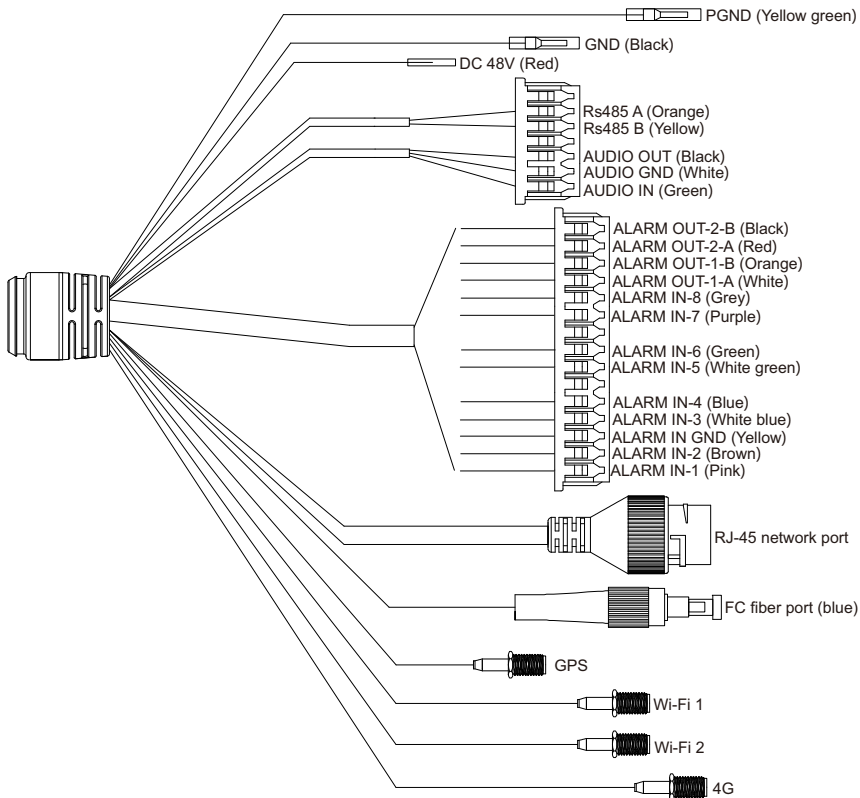 PGND (Yellow green)
GND (Black)
DC 48V (Red)
Rs485 A (Orange)
Rs485 B (Yellow)
AUDIO OUT (Black)
AUDIO GND (White)
AUDIO IN (Green)
ALARM OUT-2-B (Black)
ALARM OUT-2-A (Red)
ALARM OUT-1-B (Orange)
ALARM OUT-1-A (White)
ALARM IN-8 (Grey)
ALARM IN-7 (Purple)
ALARM IN-6 (Green)
ALARM IN-5 (White green)
ALARM IN-4 (Blue)
ALARM IN-3 (White blue)
ALARM IN GND (Yellow)
ALARM IN-2 (Brown)
ALARM IN-1 (Pink)
RJ-45 network port
FC fiber port (blue)
GPS
Wi-Fi 1
Wi-Fi 2
4G